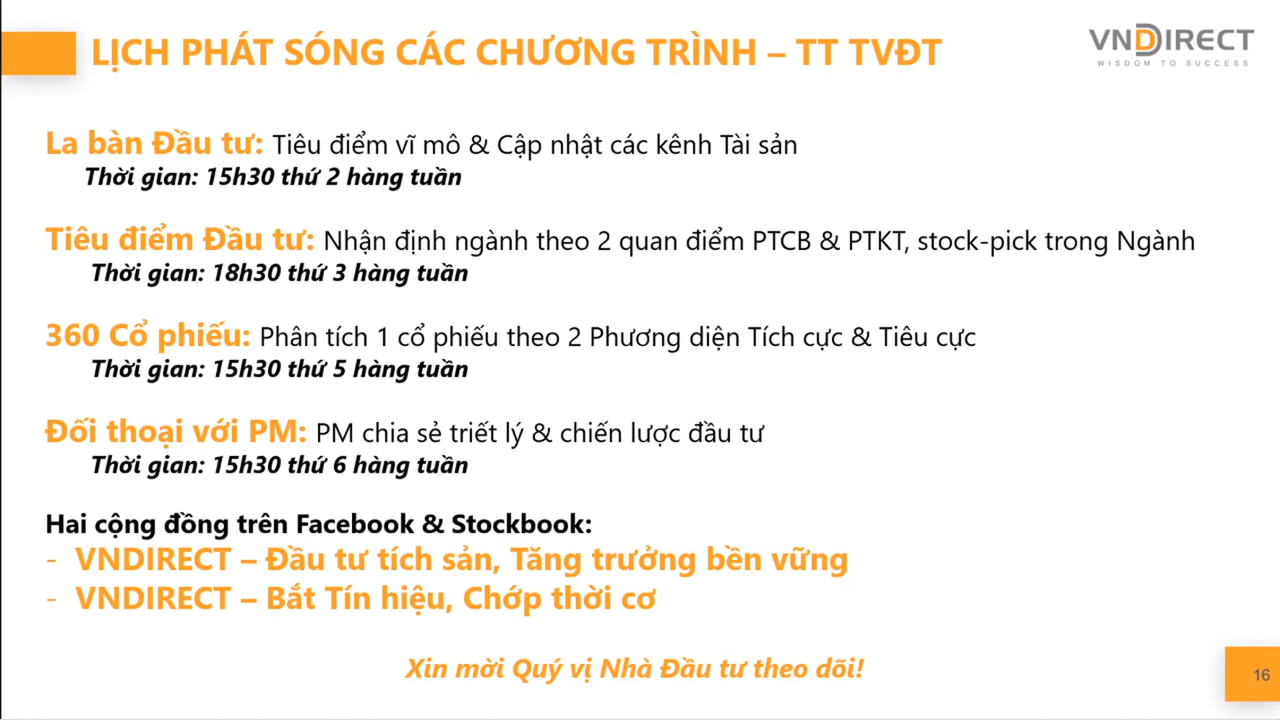 LỊCH PHÁT SÓNG CÁC CHƯƠNG TRÌNH – TT TVĐT
VNDIRECT
WISDOM TO SUCCESS
La bàn Đầu tư: Tiêu điểm vĩ mô & Cập nhật các kênh Tài sản
Thời gian: 15h30 thứ 2 hàng tuần
Tiêu điểm Đầu tư: Nhận định ngành theo 2 quan điểm PTCB & PTKT, stock-pick trong Ngành
Thời gian: 18h30 thứ 3 hàng tuần
360 Cổ phiếu: Phân tích 1 cổ phiếu theo 2 Phương diện Tích cực & Tiêu cực
Thời gian: 15h30 thứ 5 hàng tuần
Đối thoại với PM: PM chia sẻ triết lý & chiến lược đầu tư
Thời gian: 15h30 thứ 6 hàng tuần
Hai cộng đồng trên Facebook & Stockbook:
- VNDIRECT – Đầu tư tích sản, Tăng trưởng bền vững
- VNDIRECT – Bắt Tín hiệu, Chớp thời cơ
Xin mời Quý vị Nhà Đầu tư theo dõi!
16